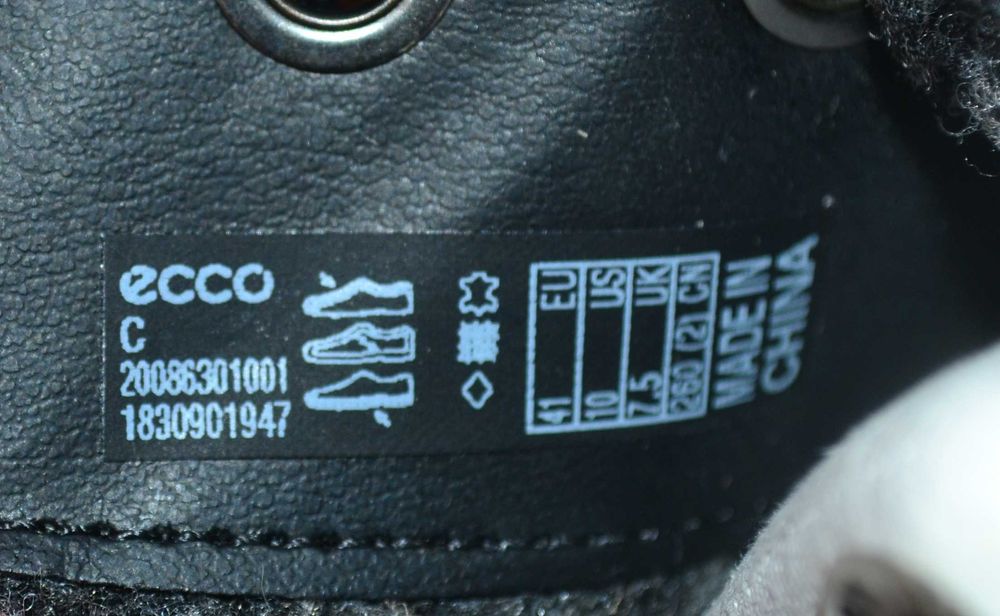 ecco
C
20086301001
1830901947
41 EU
10 US
7.5 UK
260 (2) CN
MADE IN
CHINA